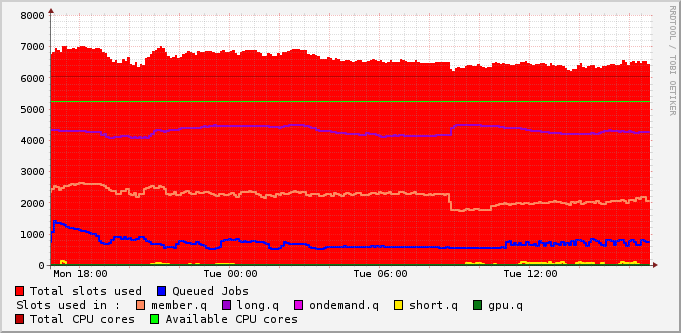 RRDTOOL / TOBI OETIKER
8000
7000
6000
5000
4000
3000
2000
1000
0
Mon 18:00 Tue 00:00 Tue 06:00 Tue 12:00
Total slots used Queued Jobs
Slots used in : member.q long.q ondemand.q short.q gpu.q
Total CPU cores Available CPU cores